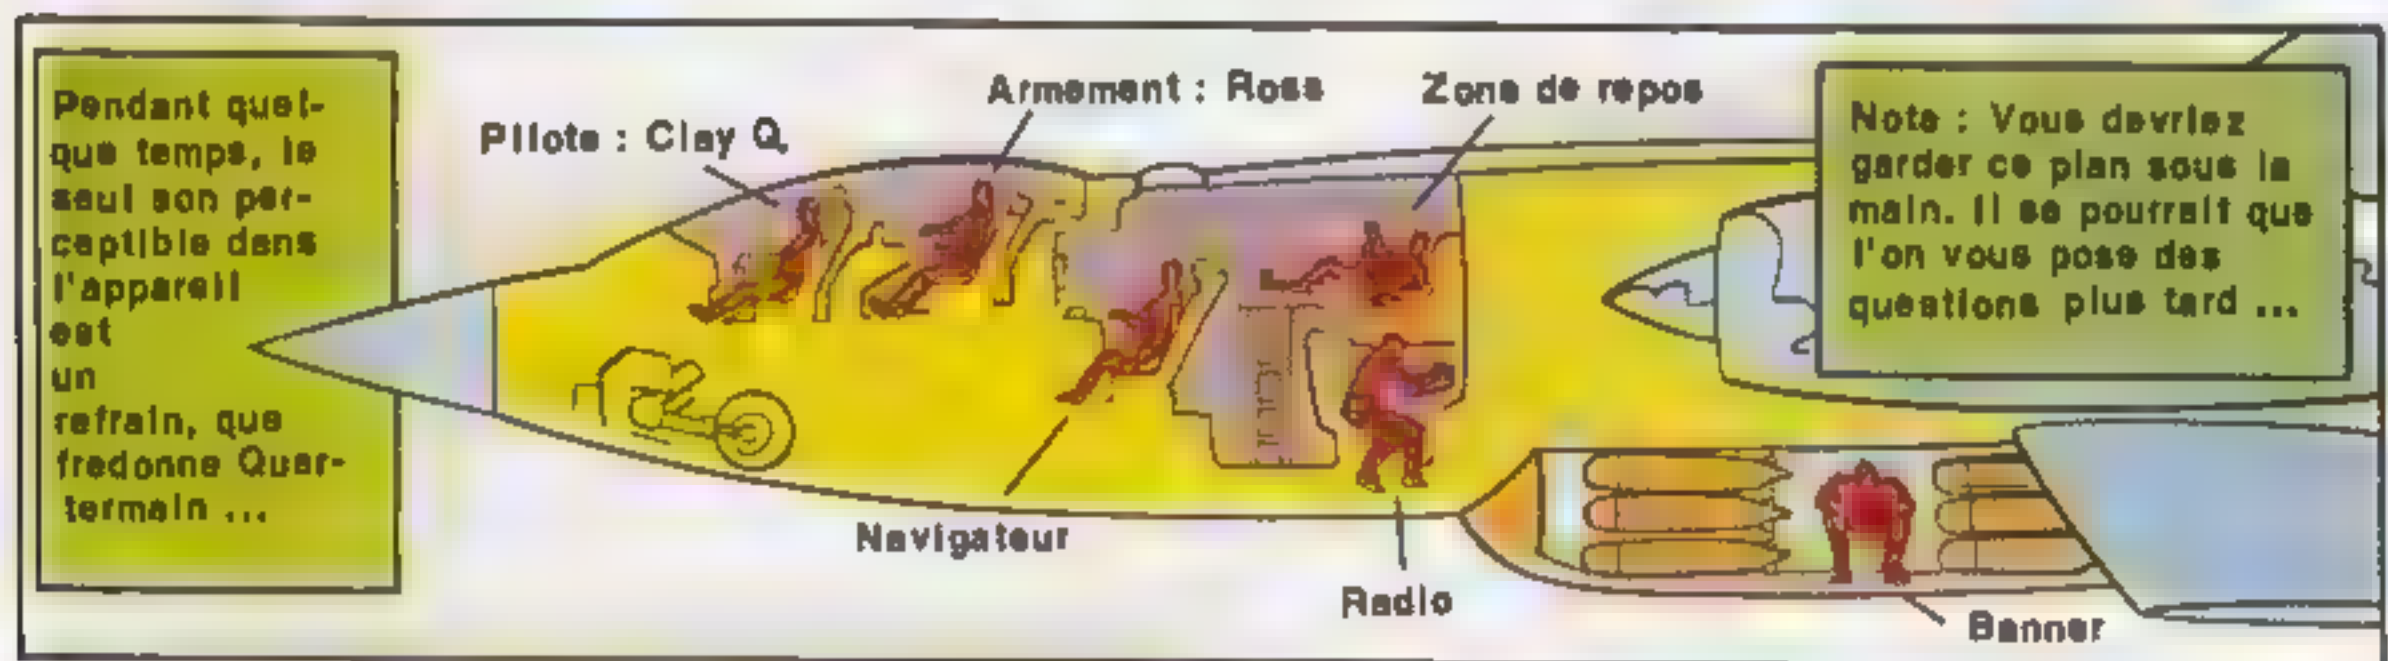 Pendant quel-
que temps, le
seul son per-
ceptible dans
l'appareil
est
un
refrain, que
fredonne Quar-
termain ...
Pilote : Clay Q.
Armement : Ross
Zone de repos
Note : Vous devriez
garder ce plan sous la
main. Il se pourrait que
l'on vous pose des
questions plus tard ...
Navigateur
Radio
Banner